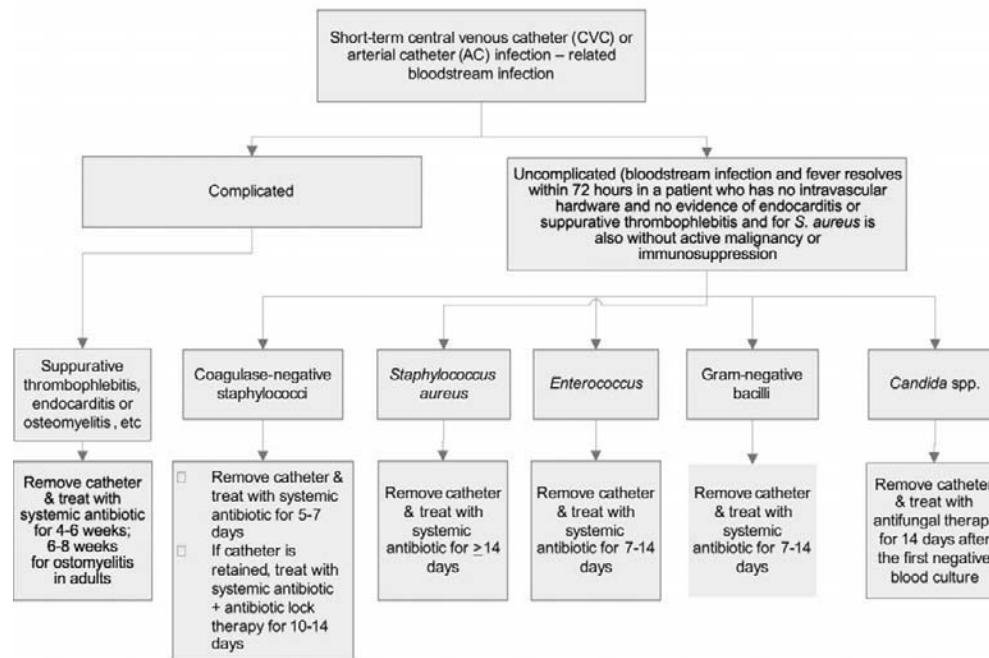 Short-term central venous catheter (CVC) or
arterial catheter (AC) infection – related
bloodstream infection
Complicated
Uncomplicated (bloodstream infection and fever resolves
within 72 hours in a patient who has no intravascular
hardware and no evidence of endocarditis or
suppurative thrombophlebitis and for S. aureus is
also without active malignancy or
immunosuppression
Suppurative
thrombophlebitis,
endocarditis or
osteomyelitis , etc
Coagulase-negative
staphylococci
Staphylococcus
aureus
Enterococcus
Gram-negative
bacilli
Candida spp.
Remove catheter
& treat with
systemic antibiotic
for 4-6 weeks;
6-8 weeks
for ostomyelitis
in adults
Remove catheter &
treat with systemic
antibiotic for 5-7
days
If catheter is
retained, treat with
systemic antibiotic
+ antibiotic lock
therapy for 10-14
days
Remove catheter
& treat with
systemic
antibiotic for ≥14
days
Remove catheter
& treat with
systemic
antibiotic for 7-14
days
Remove catheter
& treat with
systemic
antibiotic for 7-14
days
Remove catheter
& treat with
antifungal therapy
for 14 days after
the first negative
blood culture